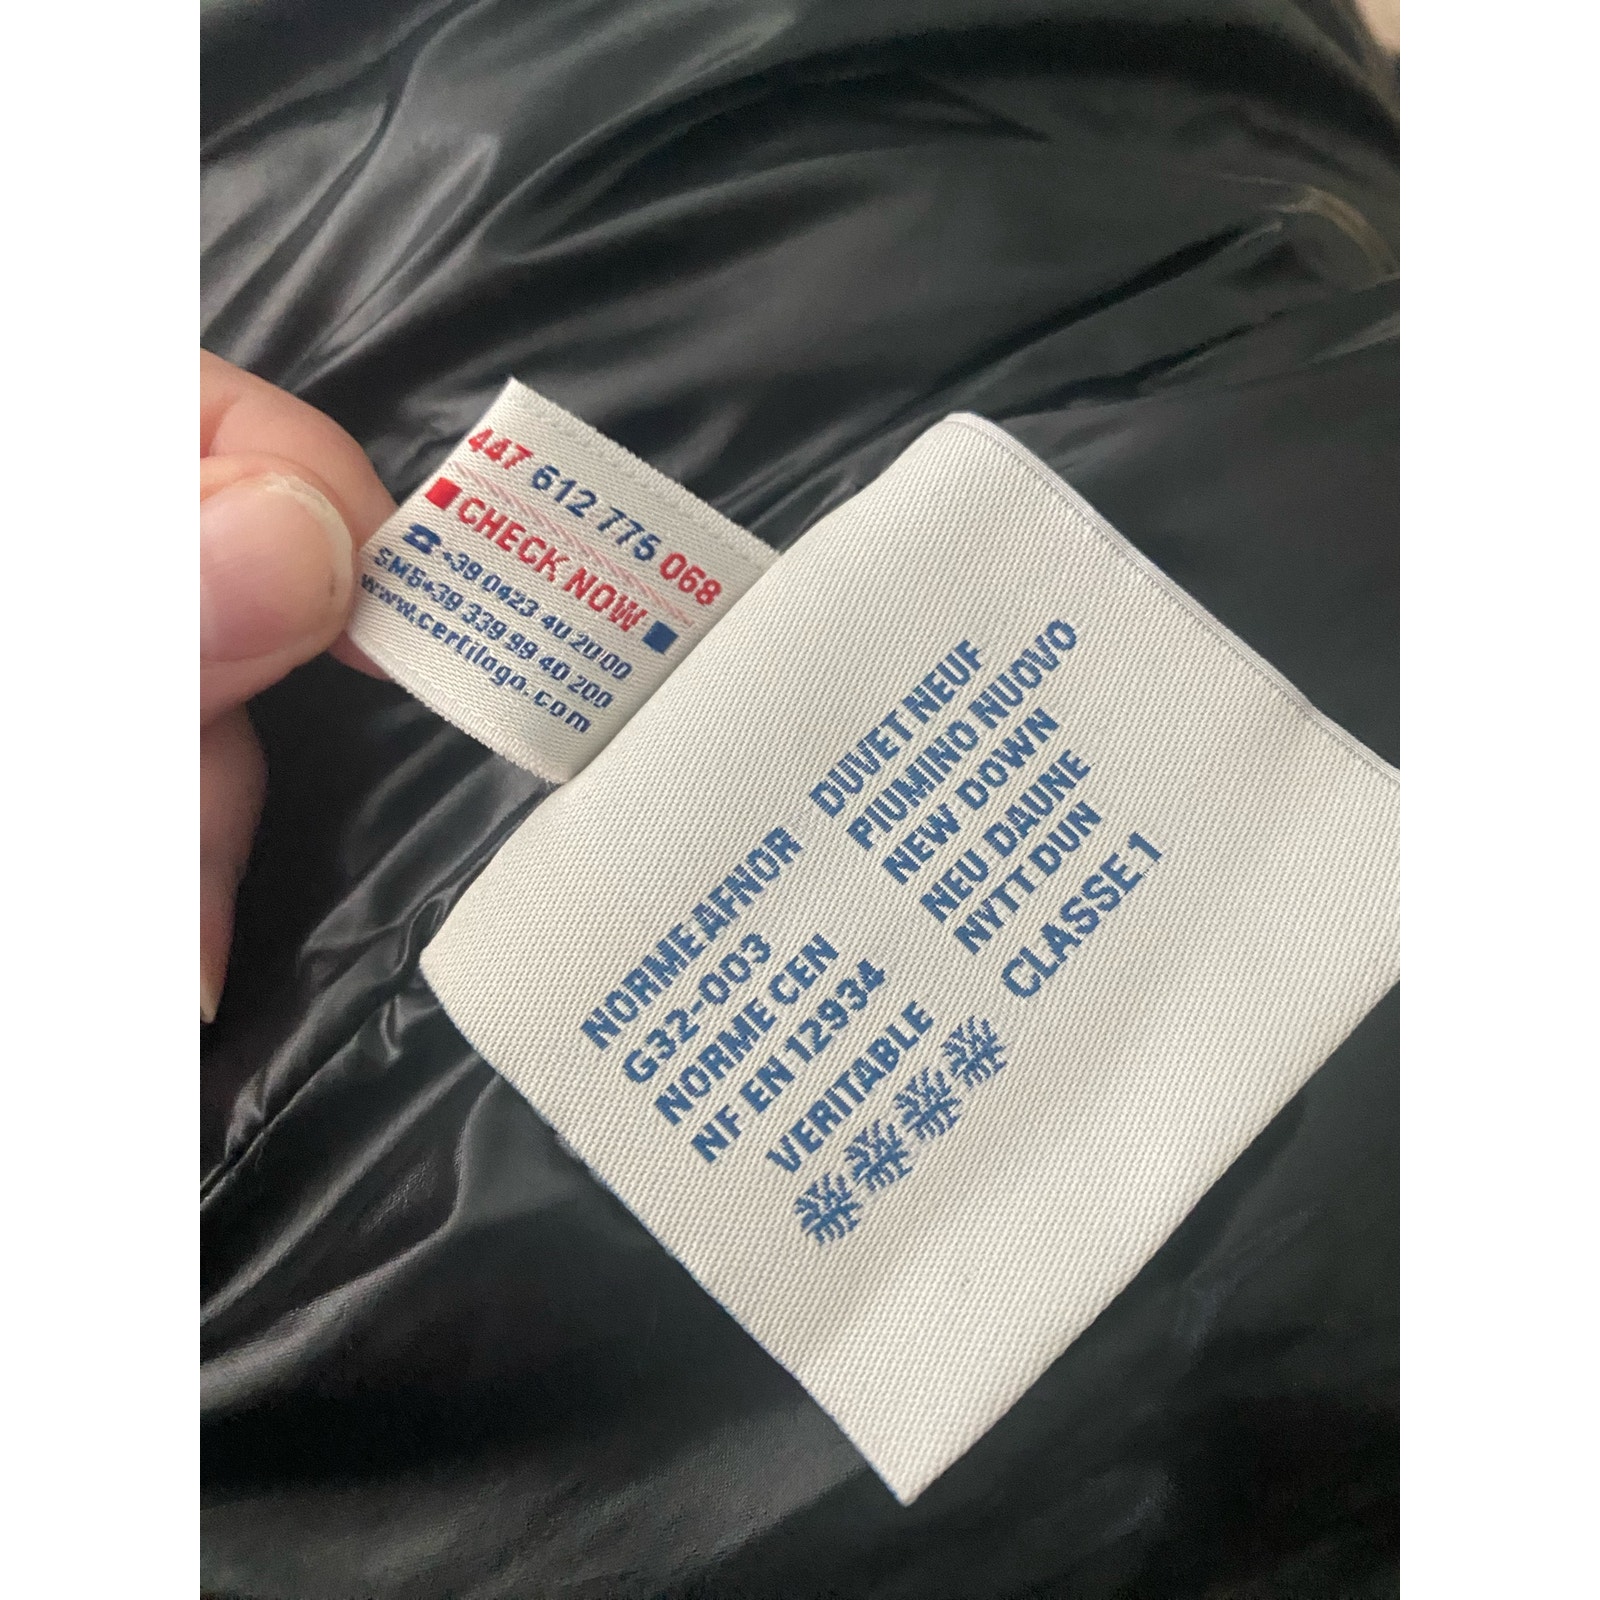 447 612 775 068
CHECK NOW
+39 0423 40 2000
SMS+39 339 99 40 200
www.certilogo.com
NORME AFNOR
G32-003
NORME CEN
NF EN 12934
VERITABLE
DUVET NEUF
PIUMINO NUOVO
NEW DOWN
NEU DAUNE
NYTT DUN
CLASSE 1